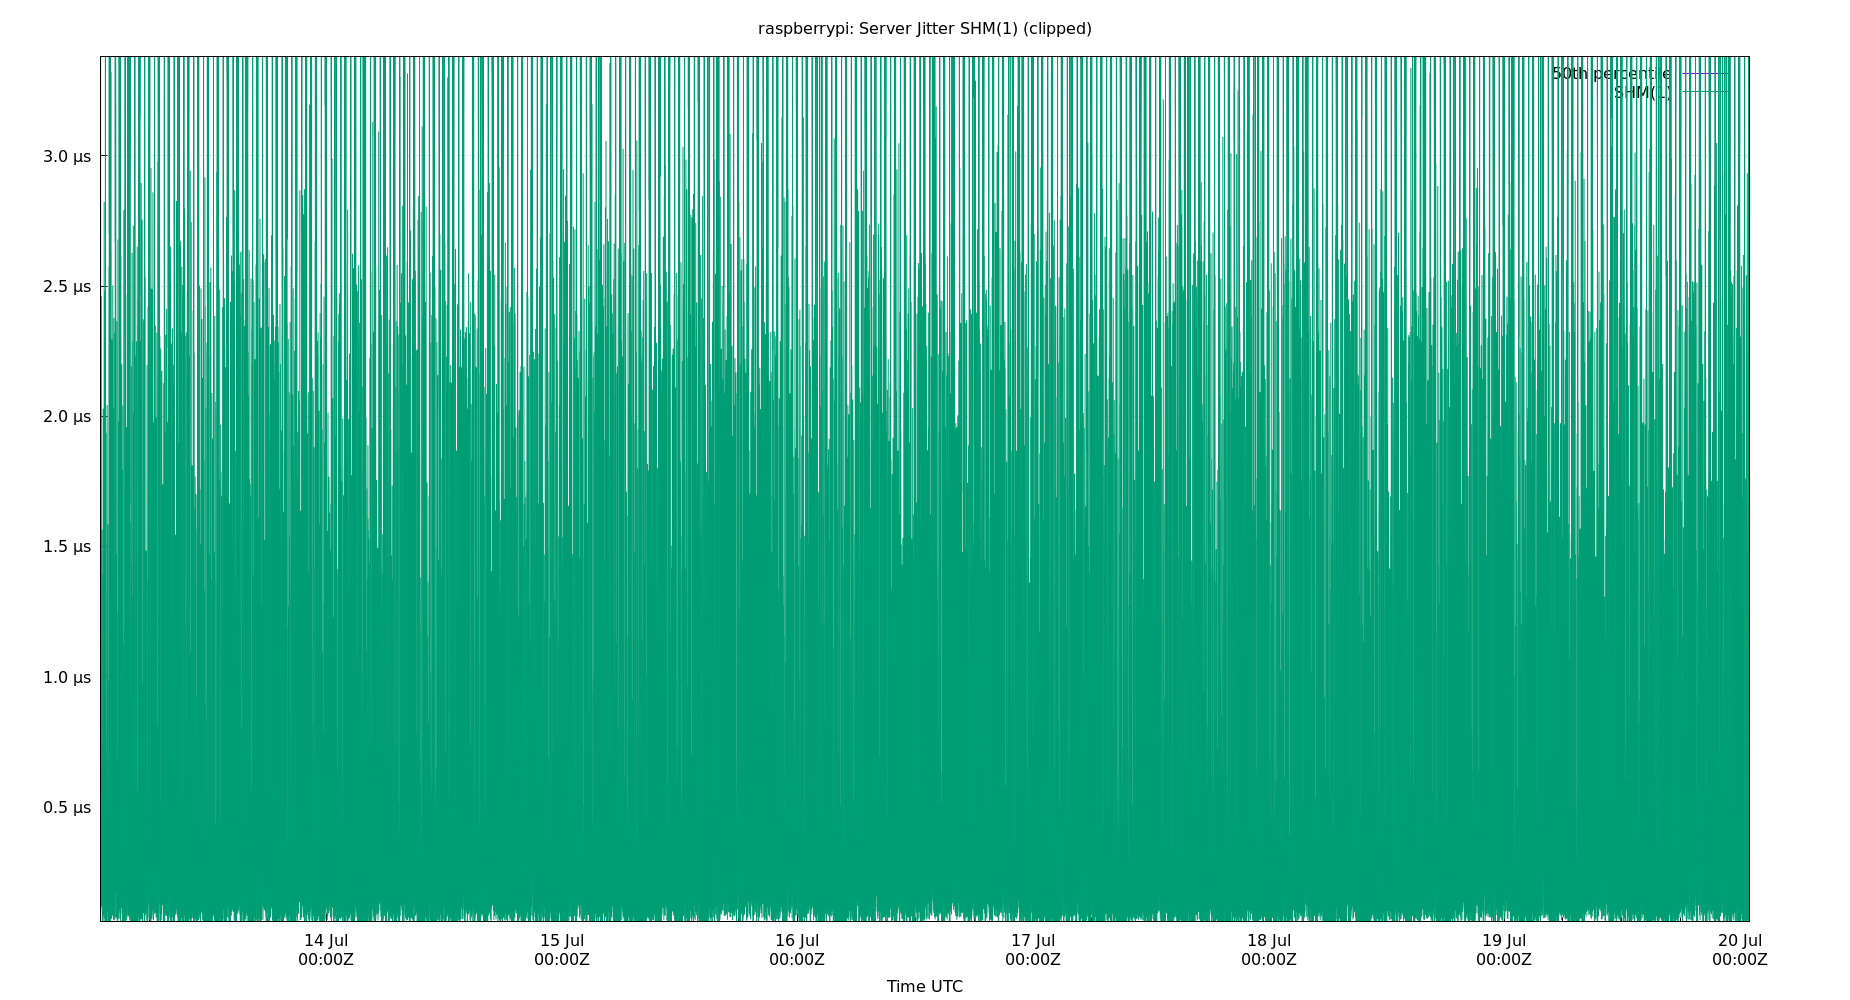 raspberrypi: Server Jitter SHM(1) (clipped)
50th percentile
SHM(1)
3.0 µs
2.5 µs
2.0 µs
1.5 µs
1.0 µs
0.5 µs
14 Jul 15 Jul 16 Jul 17 Jul 18 Jul 19 Jul 20 Jul
00:00Z 00:00Z 00:00Z 00:00Z 00:00Z 00:00Z 00:00Z
Time UTC